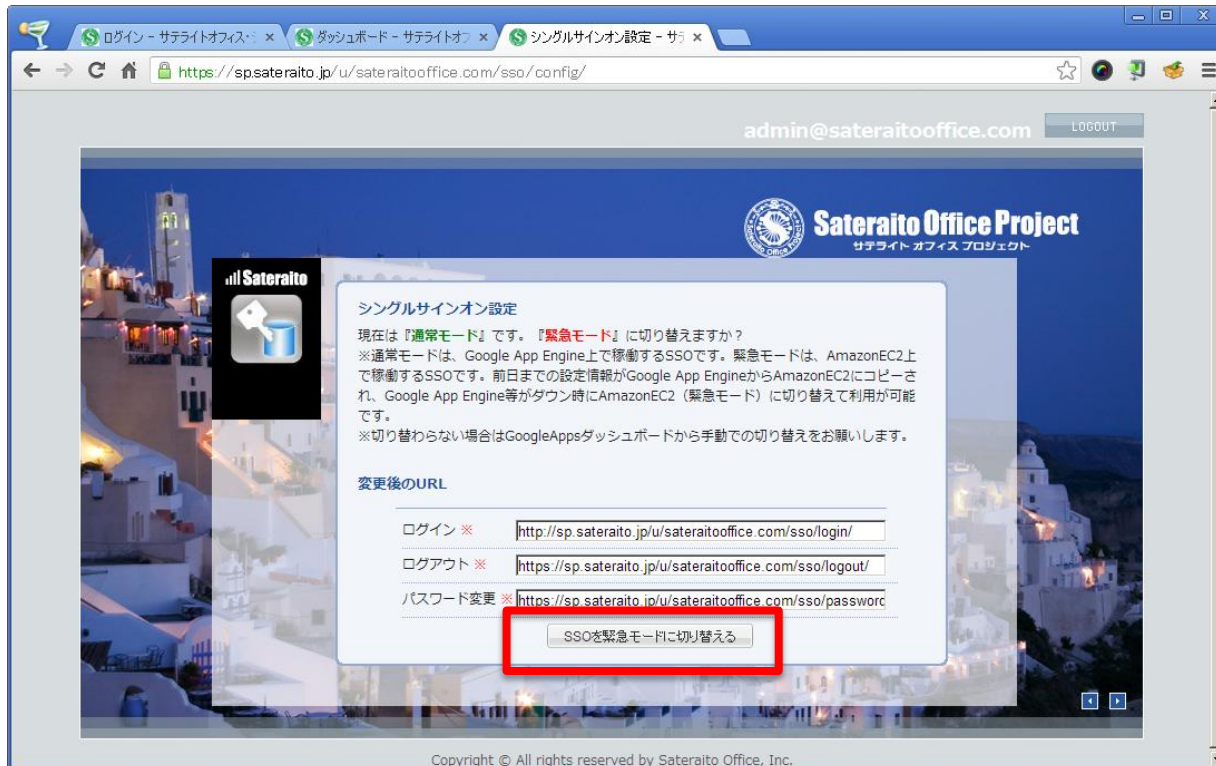 ログイン - サテライトオフィス・
ダッシュボード - サテライトオフ
シングルサインオン設定 - サラ
https://sp.sateraito.jp/u/sateraitooffice.com/sso/config/
admin@sateraitooffice.com
LOGOUT
Sateraito Office Project
サテライト オフィス プロジェクト
Sateraito
シングルサインオン設定
現在は『通常モード』です。『緊急モード』に切り替えますか？
※通常モードは、Google App Engine上で稼働するSSOです。緊急モードは、AmazonEC2上
で稼働するSSOです。前日までの設定情報がGoogle App EngineからAmazonEC2にコピーさ
れ、Google App Engine等がダウン時にAmazonEC2（緊急モード）に切り替えて利用が可能
です。
※切り替わらない場合はGoogleAppsダッシュボードから手動での切り替えをお願いします。
変更後のURL
ログイン ※ http://sp.sateraito.jp/u/sateraitooffice.com/sso/login/
ログアウト ※ https://sp.sateraito.jp/u/sateraitooffice.com/sso/logout/
パスワード変更 ※ https://sp.sateraito.jp/u/sateraitooffice.com/sso/password
SSOを緊急モードに切り替える
Copyright © All rights reserved by Sateraito Office, Inc.